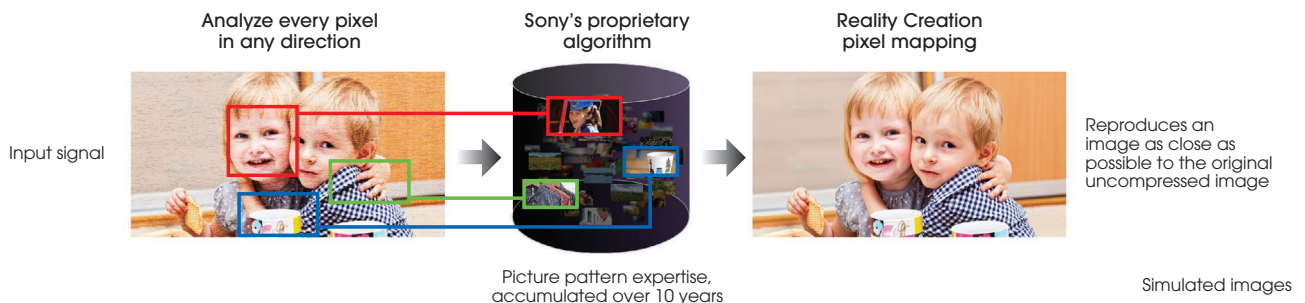 Analyze every pixel
in any direction
Sony's proprietary
algorithm
Reality Creation
pixel mapping
Input signal
Reproduces an
image as close as
possible to the original
uncompressed image
Picture pattern expertise,
accumulated over 10 years
Simulated images